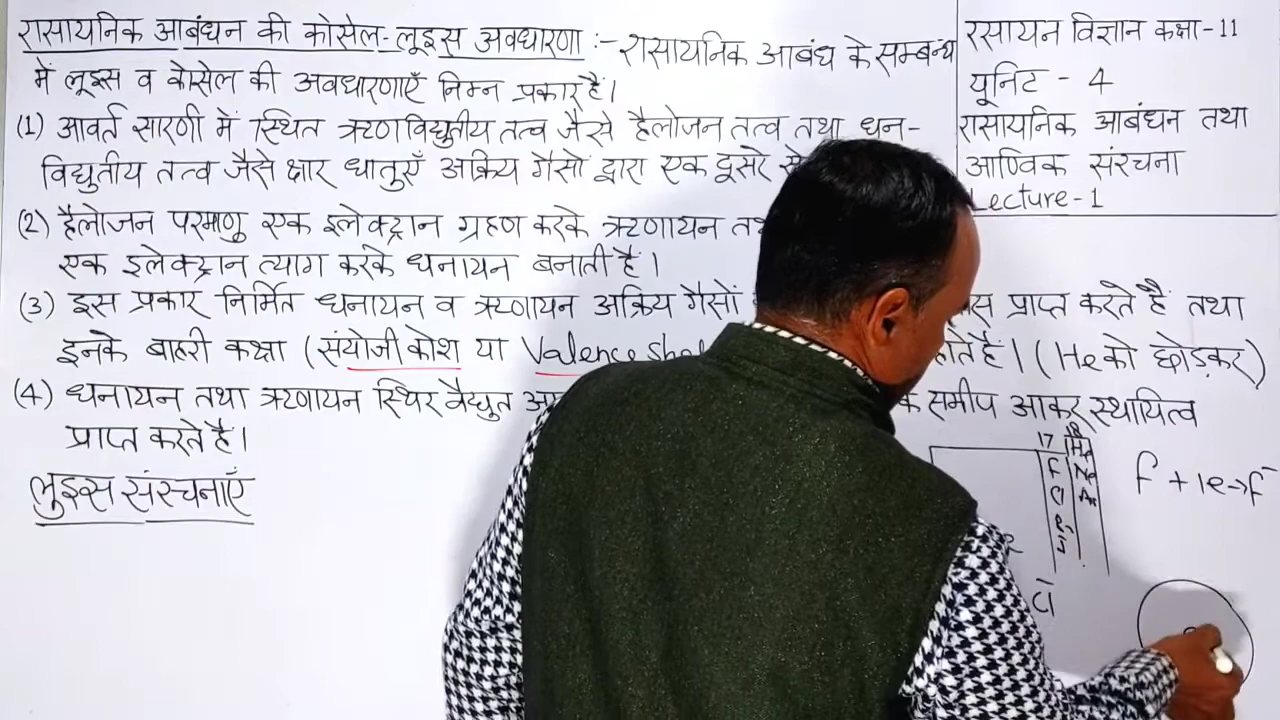 रासायनिक आबंधन की कोसेल-लूइस अवधारणा :- रासायनिक आबंध के सम्बन्ध
में लूइस व कोसेल की अवधारणाएँ निम्न प्रकार हैं।
(1) आवर्त सारणी में स्थित ऋणविद्युतीय तत्व जैसे हैलोजन तत्व तथा धन-
विद्युतीय तत्व जैसे क्षार धातुएँ अक्रिय गैसो द्वारा एक दूसरे से
(2) हैलोजन परमाणु एक इलेक्ट्रान ग्रहण करके ऋणायन
एक इलेक्ट्रान त्याग करके धनायन बनाती है।
(3) इस प्रकार निर्मित धनायन व ऋणायन अक्रिय गैसों प्राप्त करते है तथा
इनके बाहरी कक्षा (संयोजी कोश या Valence होते है। (He को छोड़कर)
(4) धनायन तथा ऋणायन स्थिर वैद्युत समीप आकर स्थायित्व
प्राप्त करते है।
लुइस संरचनाएँ
रसायन विज्ञान कक्षा-11
यूनिट - 4
रासायनिक आबंधन तथा
आण्विक संरचना
Lecture-1
17 18
He
F Ne
Cl Ar
Br
I
F + 1e→F⁻
Cl